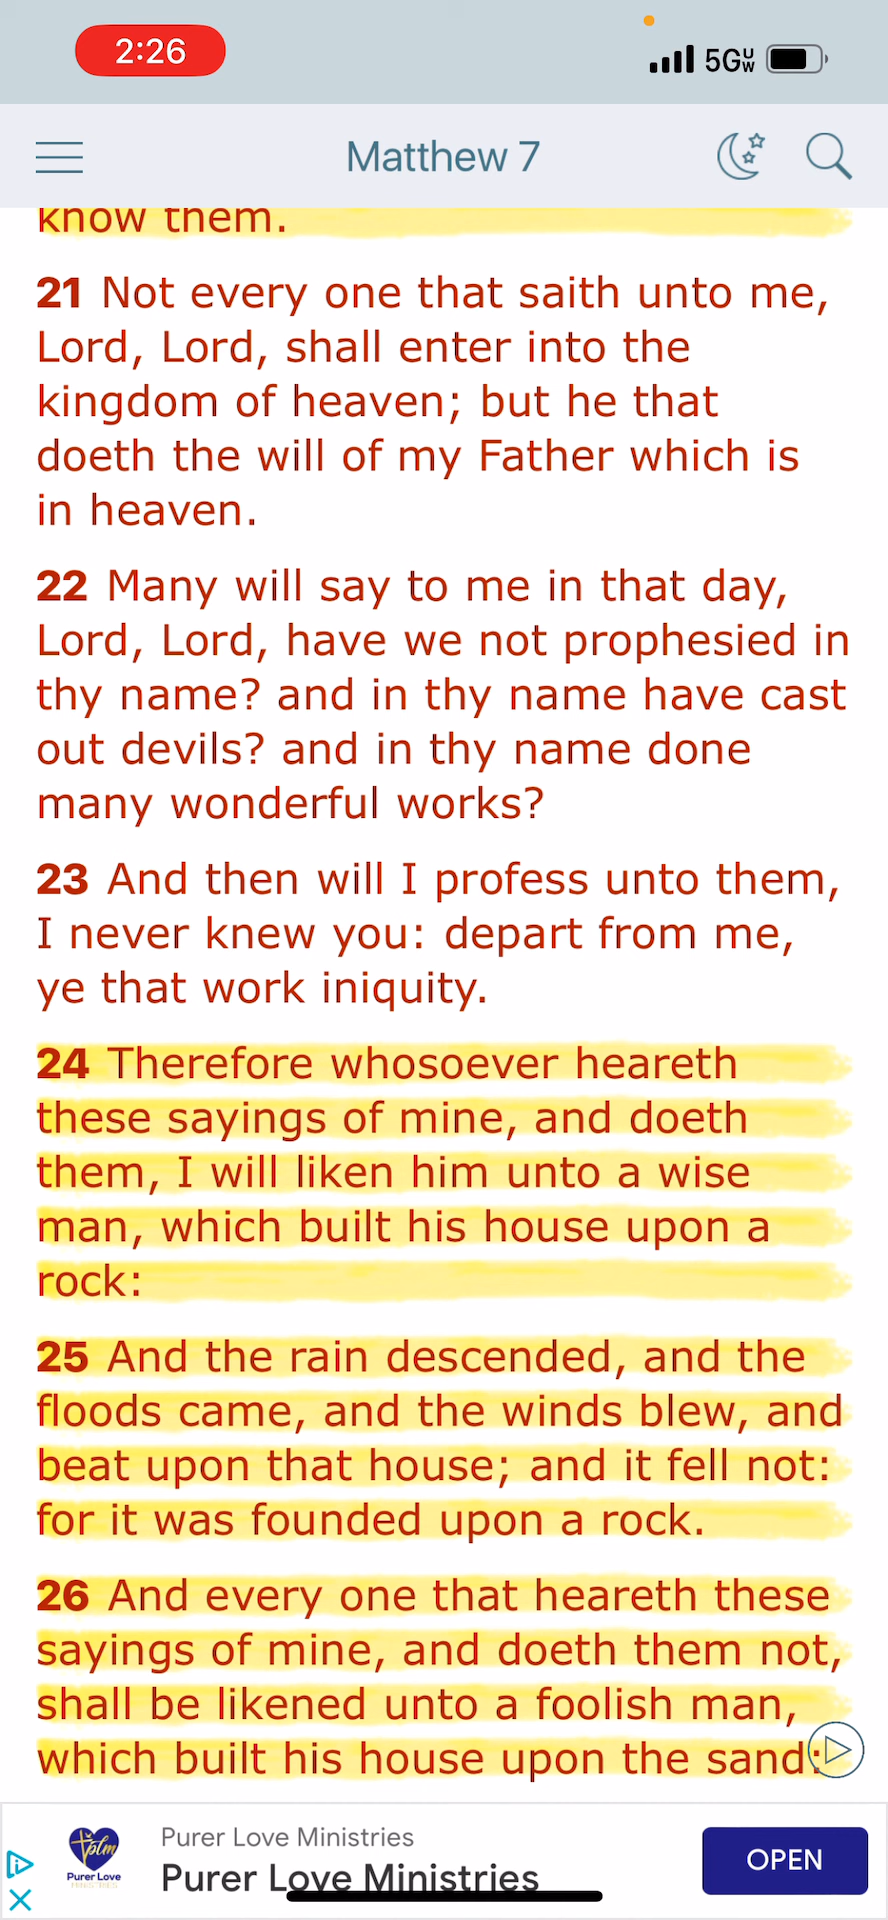 2:26
5G UW
Matthew 7
know them.
21 Not every one that saith unto me,
Lord, Lord, shall enter into the
kingdom of heaven; but he that
doeth the will of my Father which is
in heaven.
22 Many will say to me in that day,
Lord, Lord, have we not prophesied in
thy name? and in thy name have cast
out devils? and in thy name done
many wonderful works?
23 And then will I profess unto them,
I never knew you: depart from me,
ye that work iniquity.
24 Therefore whosoever heareth
these sayings of mine, and doeth
them, I will liken him unto a wise
man, which built his house upon a
rock:
25 And the rain descended, and the
floods came, and the winds blew, and
beat upon that house; and it fell not:
for it was founded upon a rock.
26 And every one that heareth these
sayings of mine, and doeth them not,
shall be likened unto a foolish man,
which built his house upon the sand:
plm
Purer Love
MINISTRIES
Purer Love Ministries
Purer Love Ministries
OPEN